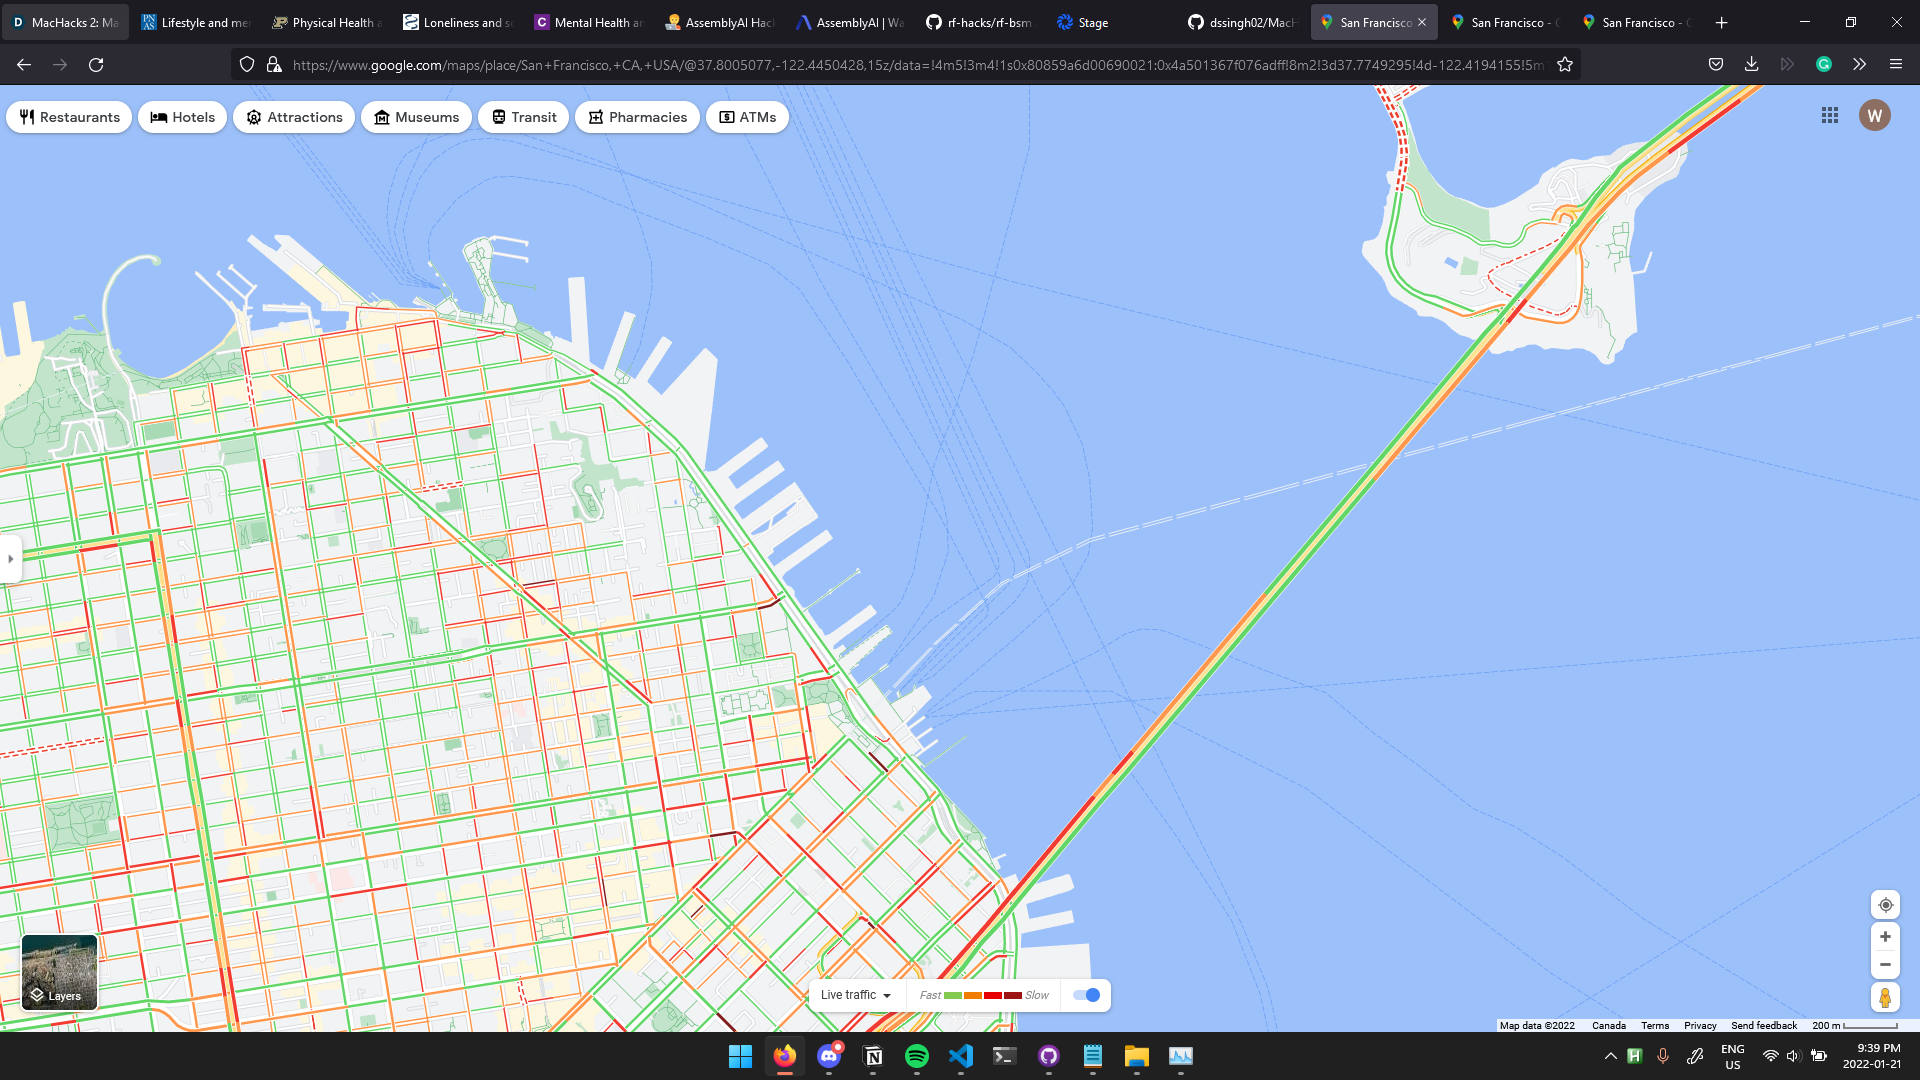 MacHacks 2: Ma
Lifestyle and me
Physical Health a
Loneliness and s
Mental Health a
AssemblyAI Hac
AssemblyAI | Wa
rf-hacks/rf-bsm
Stage
dssingh02/MacH
San Francisco
San Francisco - G
San Francisco - G
https://www.google.com/maps/place/San+Francisco,+CA,+USA/@37.8005077,-122.4450428,15z/data=!4m5!3m4!1s0x80859a6d00690021:0x4a501367f076adff!8m2!3d37.7749295!4d-122.4194155!5m1
Restaurants
Hotels
Attractions
Museums
Transit
Pharmacies
ATMs
W
Layers
Live traffic
Fast
Slow
Map data ©2022
Canada
Terms
Privacy
Send feedback
200 m
ENG
US
9:39 PM
2022-01-21